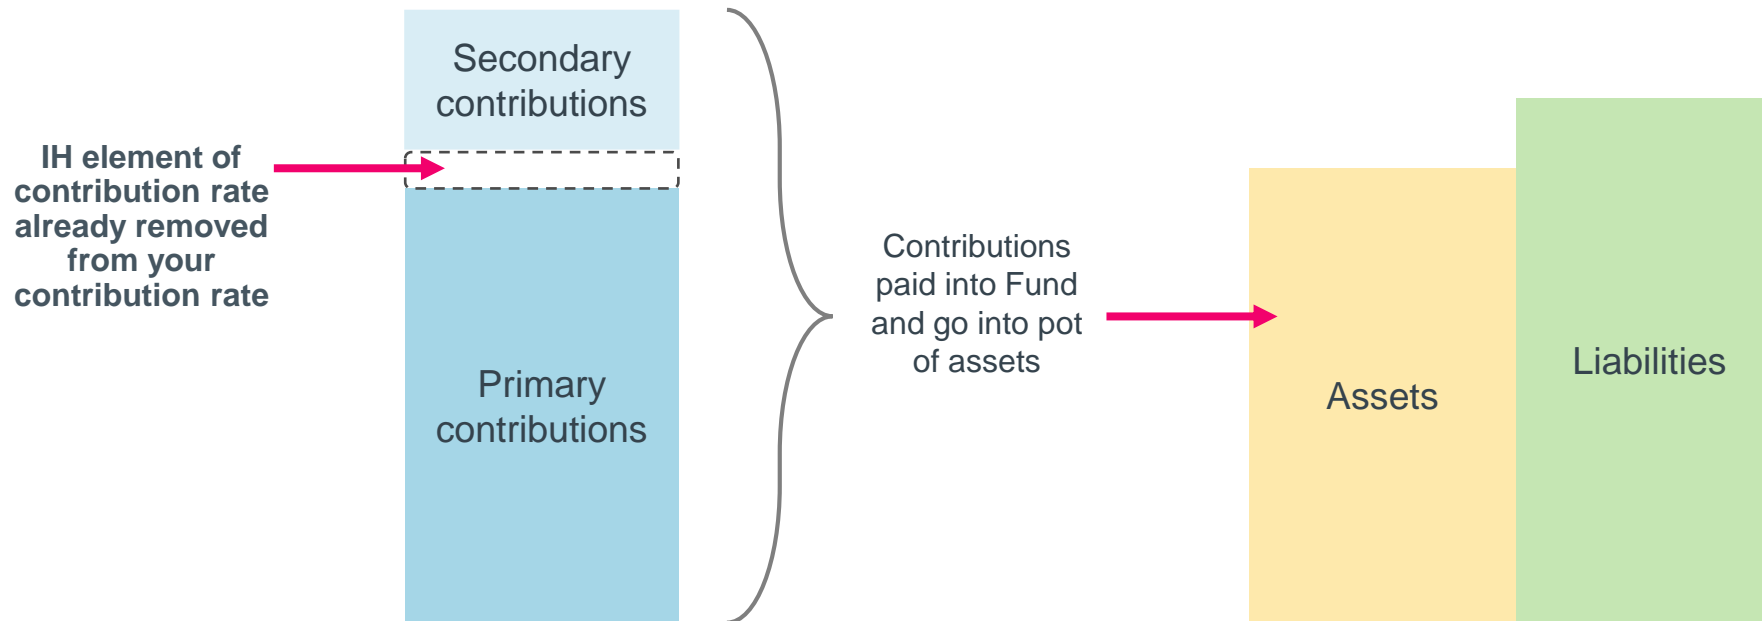 Secondary
contributions
IH element of
contribution rate
already removed
from your
contribution rate
Primary
contributions
Contributions
paid into Fund
and go into pot
of assets
Assets
Liabilities